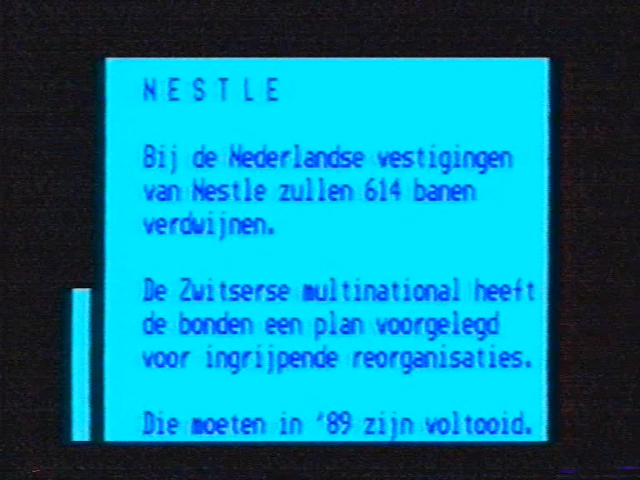 NESTLE
Bij de Nederlandse vestigingen
van Nestle zullen 614 banen
verdwijnen.
De Zwitserse multinational heeft
de bonden een plan voorgelegd
voor ingrijpende reorganisaties.
Die moeten in '89 zijn voltooid.